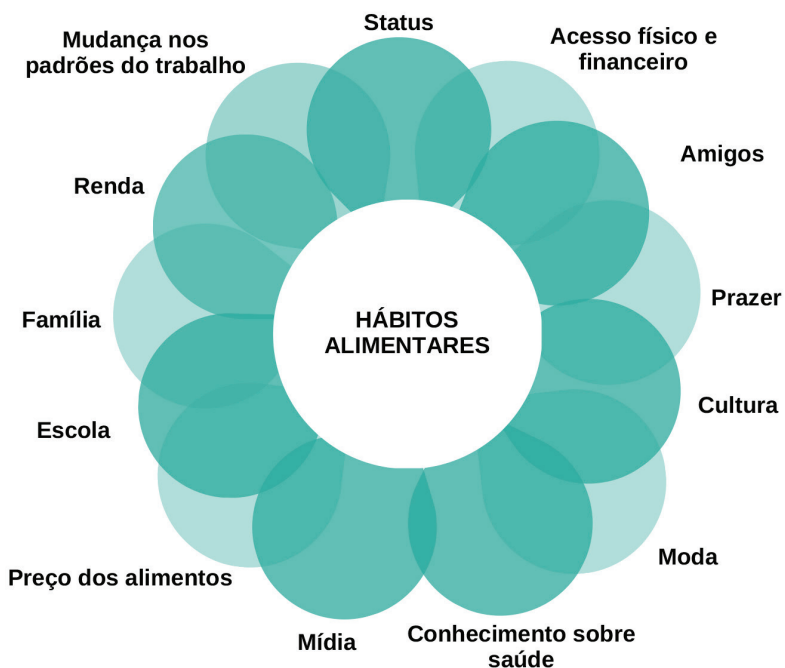 Status
Acesso físico e
financeiro
Amigos
Prazer
Cultura
Moda
Conhecimento sobre
saúde
Mídia
Preço dos alimentos
Escola
Família
Renda
Mudança nos
padrões do trabalho
HÁBITOS
ALIMENTARES